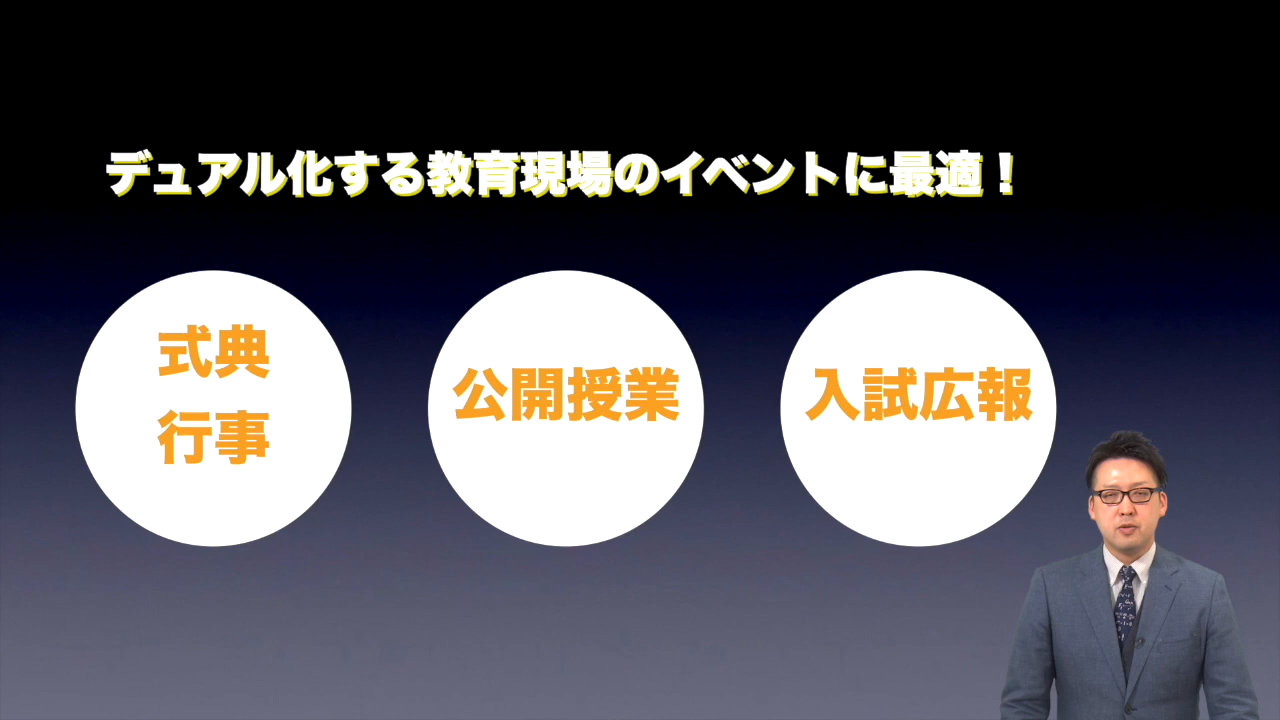 デュアル化する教育現場のイベントに最適！
式典
行事
公開授業
入試広報